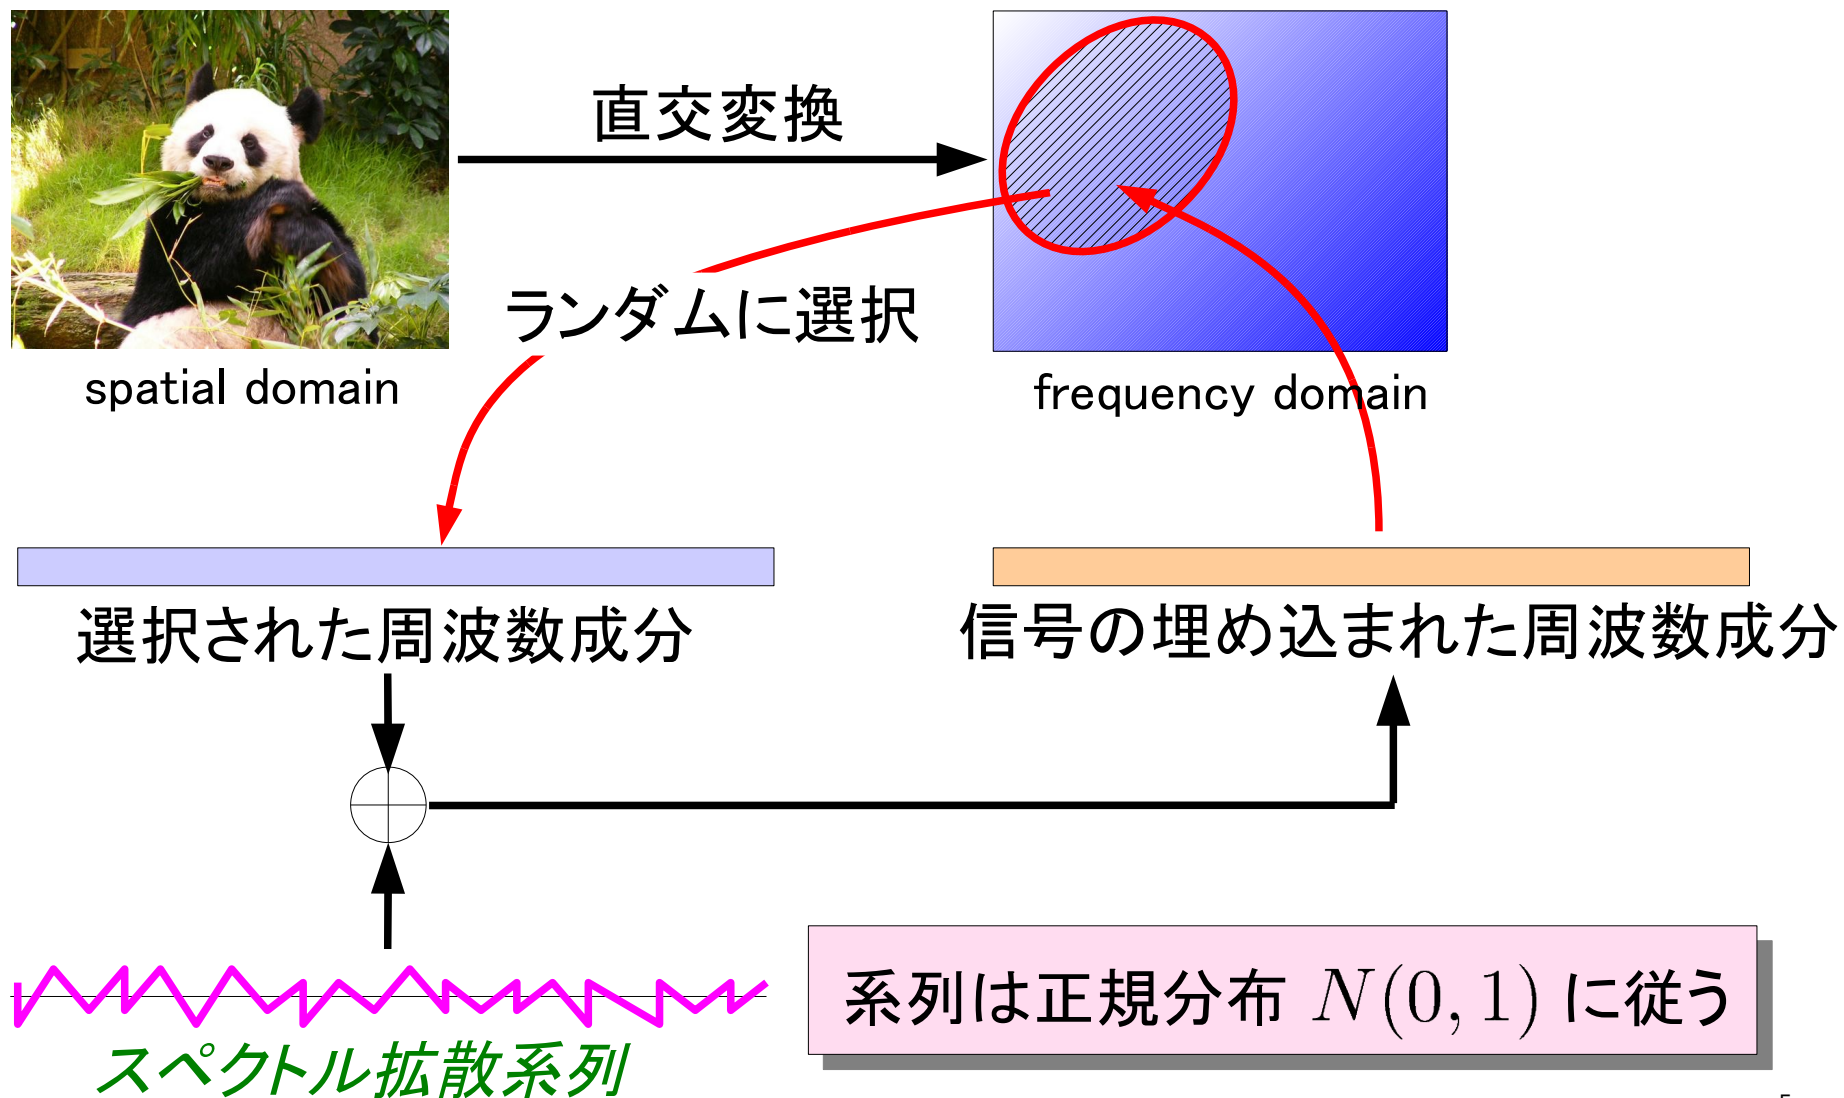 直交変換
ランダムに選択
spatial domain
frequency domain
選択された周波数成分
信号の埋め込まれた周波数成分
系列は正規分布 N(0, 1) に従う
スペクトル拡散系列